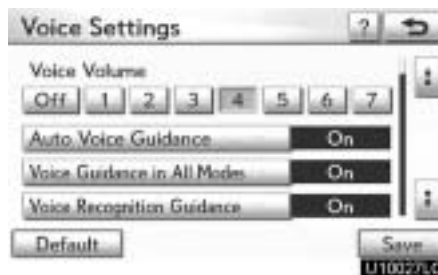 Voice Settings ?
Voice Volume
Off 1 2 3 4 5 6 7
Auto Voice Guidance On
Voice Guidance in All Modes On
Voice Recognition Guidance On
Default Save